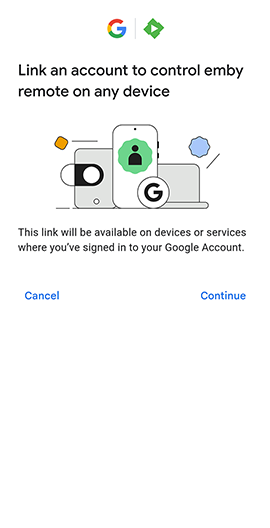 Link an account to control emby
remote on any device
This link will be available on devices or services
where you've signed in to your Google Account.
Cancel
Continue